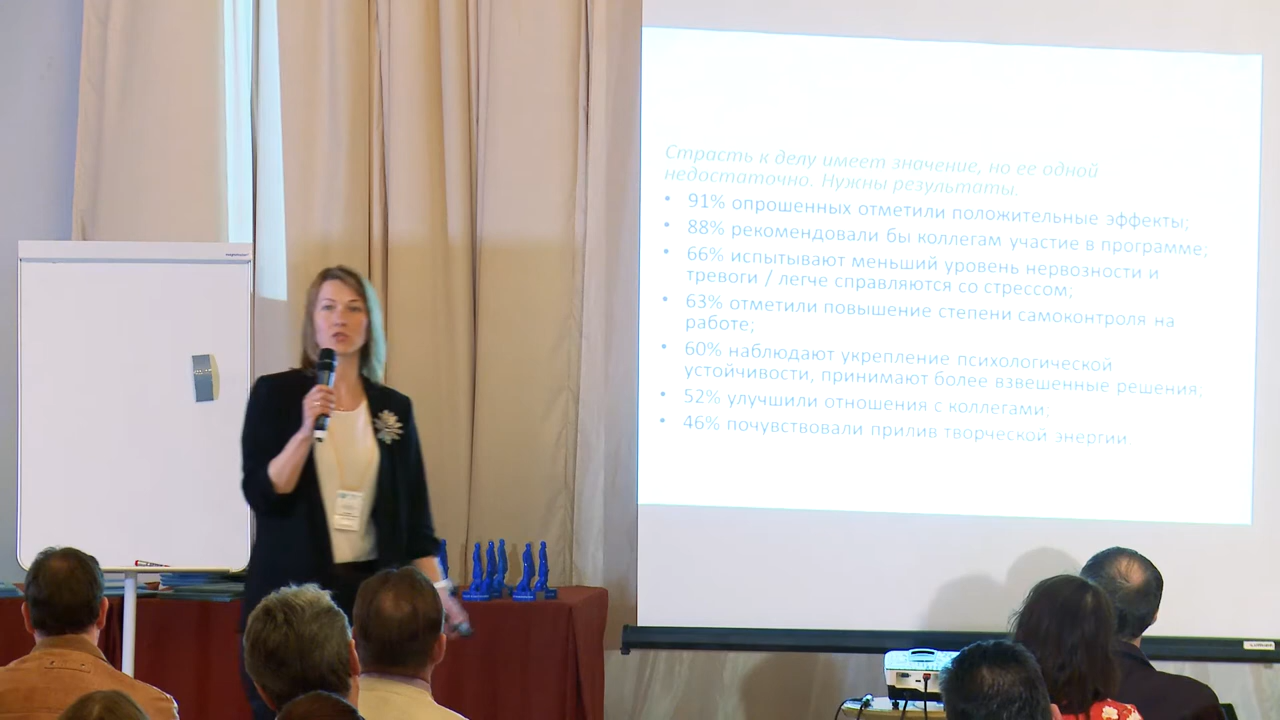 Страсть к делу имеет значение, но ее одной
недостаточно. Нужны результаты.
• 91% опрошенных отметили положительные эффекты;
• 88% рекомендовали бы коллегам участие в программе;
• 66% испытывают меньший уровень нервозности и
тревоги / легче справляются со стрессом;
• 63% отметили повышение степени самоконтроля на
работе;
• 60% наблюдают укрепление психологической
устойчивости, принимают более взвешенные решения;
• 52% улучшили отношения с коллегами;
• 46% почувствовали прилив творческой энергии